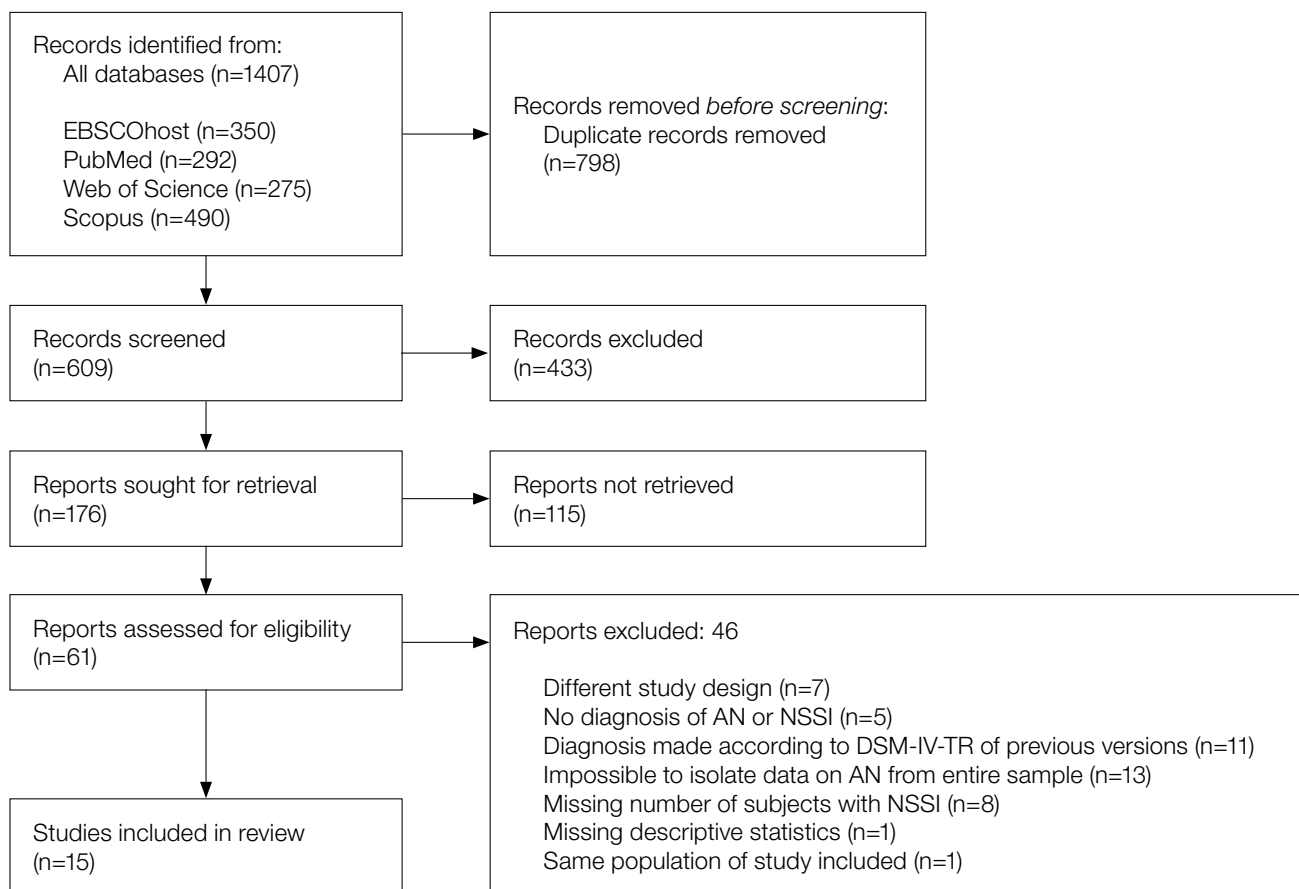 Records identified from:
All databases (n=1407)
EBSCOhost (n=350)
PubMed (n=292)
Web of Science (n=275)
Scopus (n=490)
Records removed before screening:
Duplicate records removed
(n=798)
Records screened
(n=609)
Records excluded
(n=433)
Reports sought for retrieval
(n=176)
Reports not retrieved
(n=115)
Reports assessed for eligibility
(n=61)
Reports excluded: 46
Different study design (n=7)
No diagnosis of AN or NSSI (n=5)
Diagnosis made according to DSM-IV-TR of previous versions (n=11)
Impossible to isolate data on AN from entire sample (n=13)
Missing number of subjects with NSSI (n=8)
Missing descriptive statistics (n=1)
Same population of study included (n=1)
Studies included in review
(n=15)